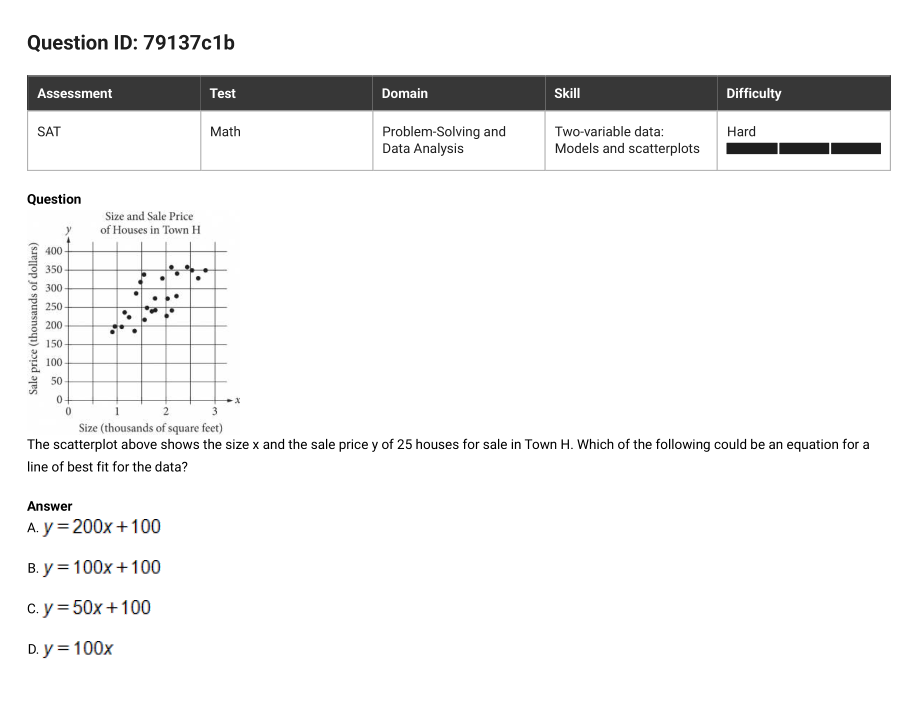 Question ID: 79137c1b
Assessment Test Domain Skill Difficulty
SAT Math Problem-Solving and Data Analysis Two-variable data: Models and scatterplots Hard
Question
Size and Sale Price
of Houses in Town H
y
Sale price (thousands of dollars)
400
350
300
250
200
150
100
50
0
x
0 1 2 3
Size (thousands of square feet)
The scatterplot above shows the size x and the sale price y of 25 houses for sale in Town H. Which of the following could be an equation for a
line of best fit for the data?
Answer
A. y = 200x + 100
B. y = 100x + 100
C. y = 50x + 100
D. y = 100x